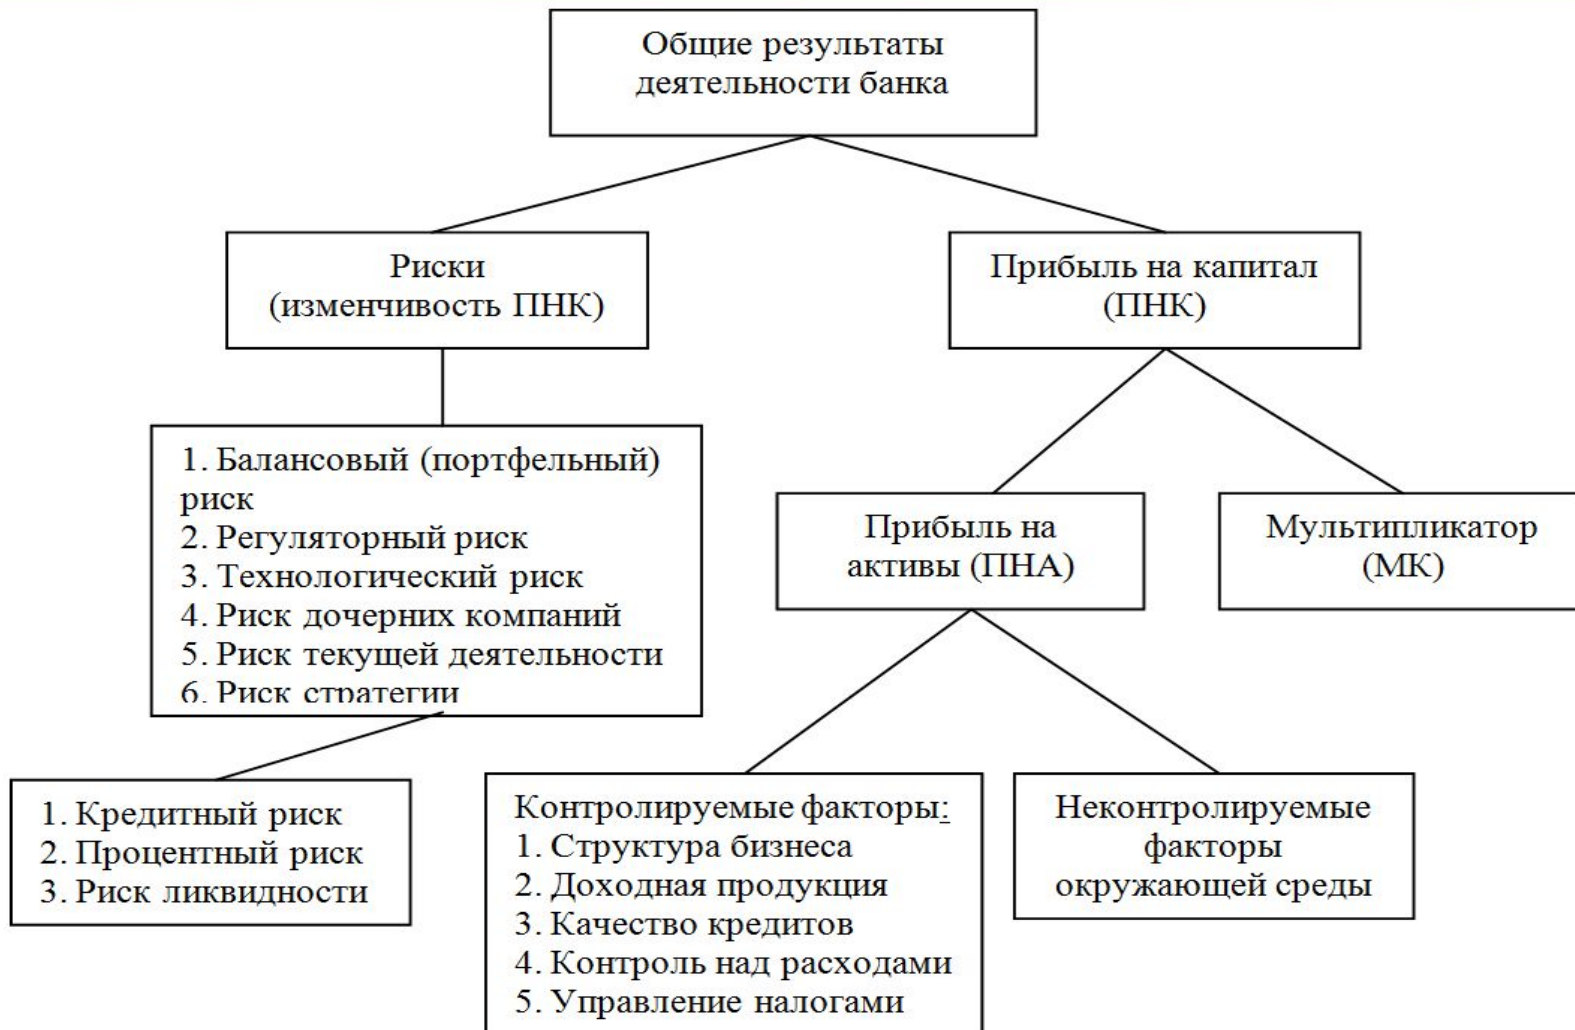 Общие результаты
деятельности банка
Риски
(изменчивость ПНК)
Прибыль на капитал
(ПНК)
1. Балансовый (портфельный)
риск
2. Регуляторный риск
3. Технологический риск
4. Риск дочерних компаний
5. Риск текущей деятельности
6. Риск стратегии
Прибыль на
активы (ПНА)
Мультипликатор
(МК)
1. Кредитный риск
2. Процентный риск
3. Риск ликвидности
Контролируемые факторы:
1. Структура бизнеса
2. Доходная продукция
3. Качество кредитов
4. Контроль над расходами
5. Управление налогами
Неконтролируемые
факторы
окружающей среды